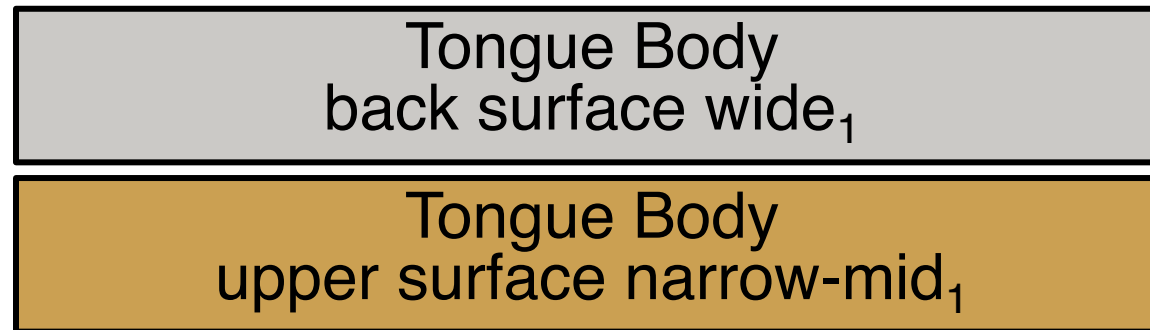 Tongue Body
back surface wide₁
Tongue Body
upper surface narrow-mid₁